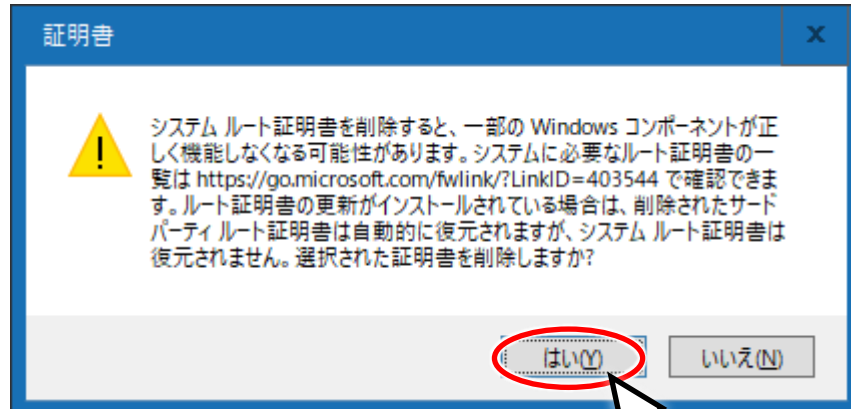 証明書
x
システム ルート証明書を削除すると、一部の Windows コンポーネントが正
しく機能しなくなる可能性があります。システムに必要なルート証明書の一
覧は https://go.microsoft.com/fwlink/?LinkID=403544 で確認できま
す。ルート証明書の更新がインストールされている場合は、削除されたサード
パーティ ルート証明書は自動的に復元されますが、システム ルート証明書は
復元されません。選択された証明書を削除しますか?
はい(Y) いいえ(N)